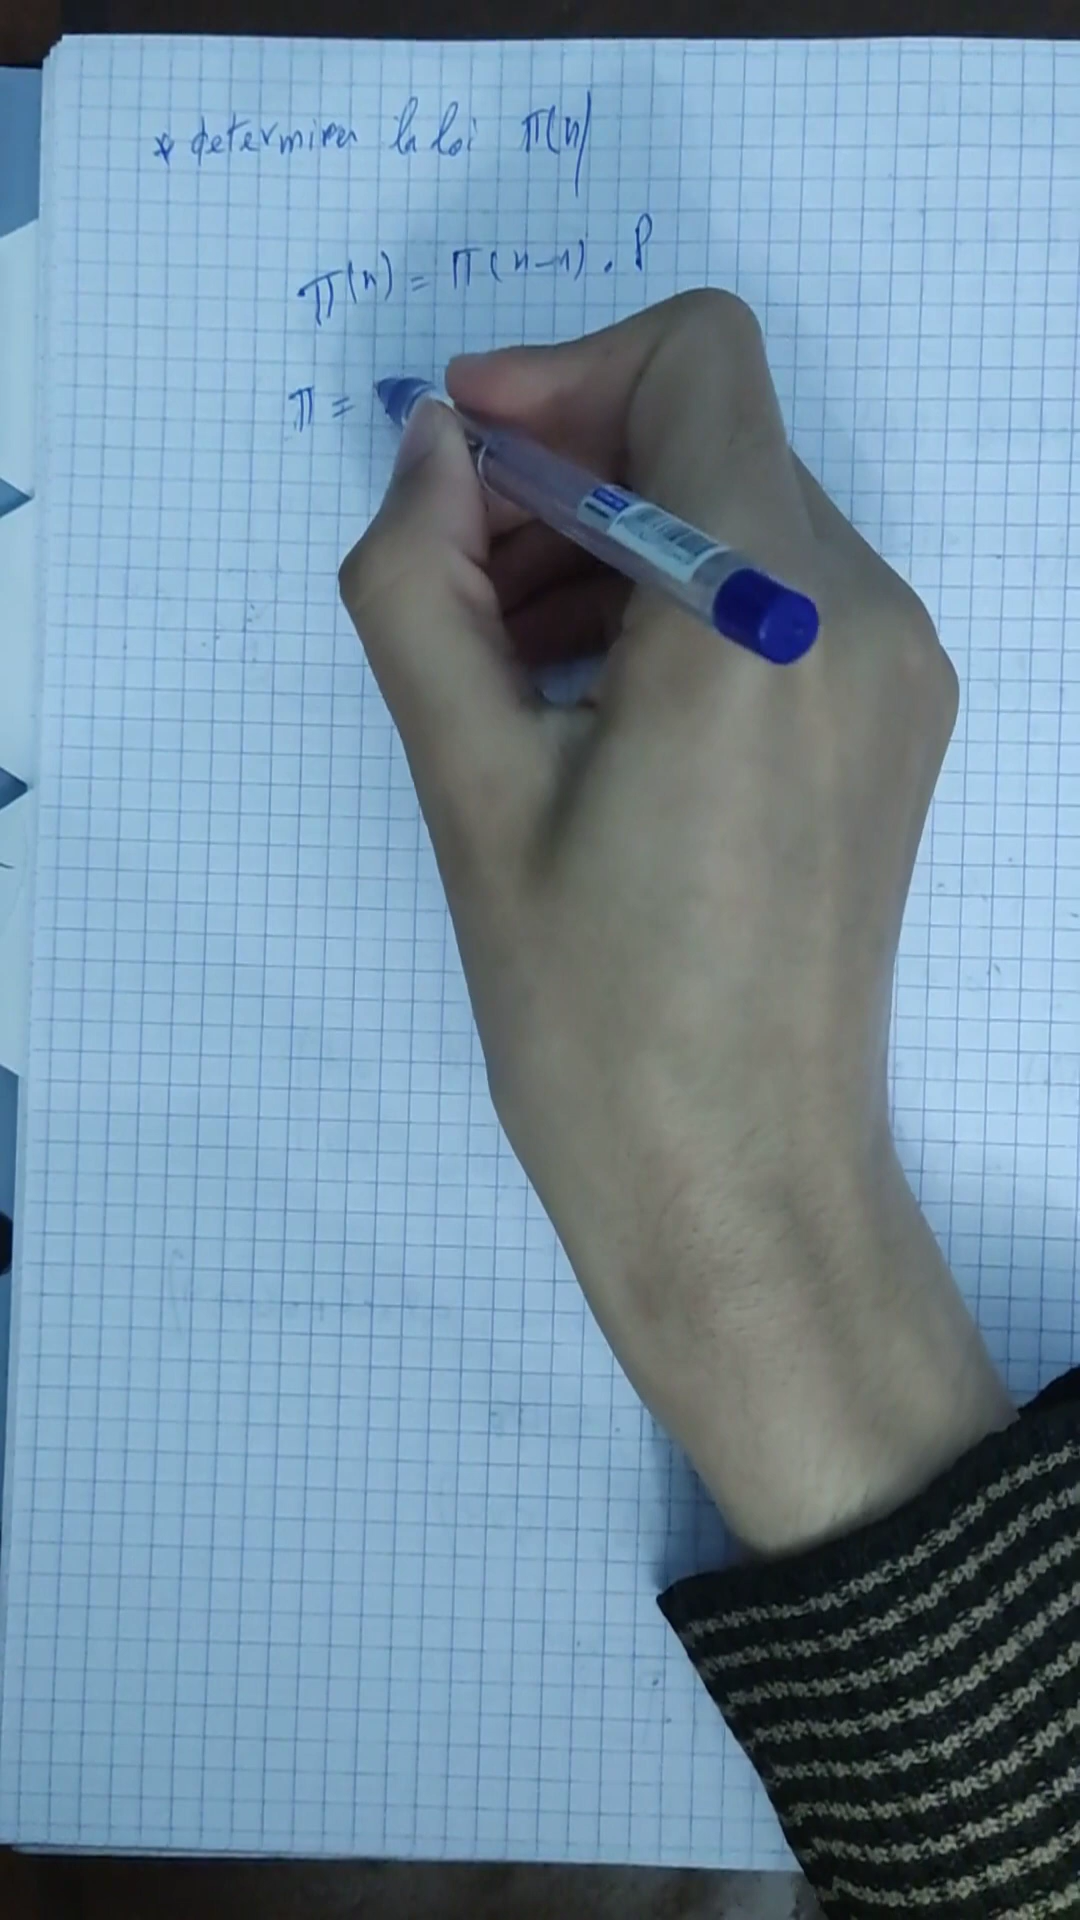 * determiner la loi π(n)
π(n) = π(n-1) . P
π =